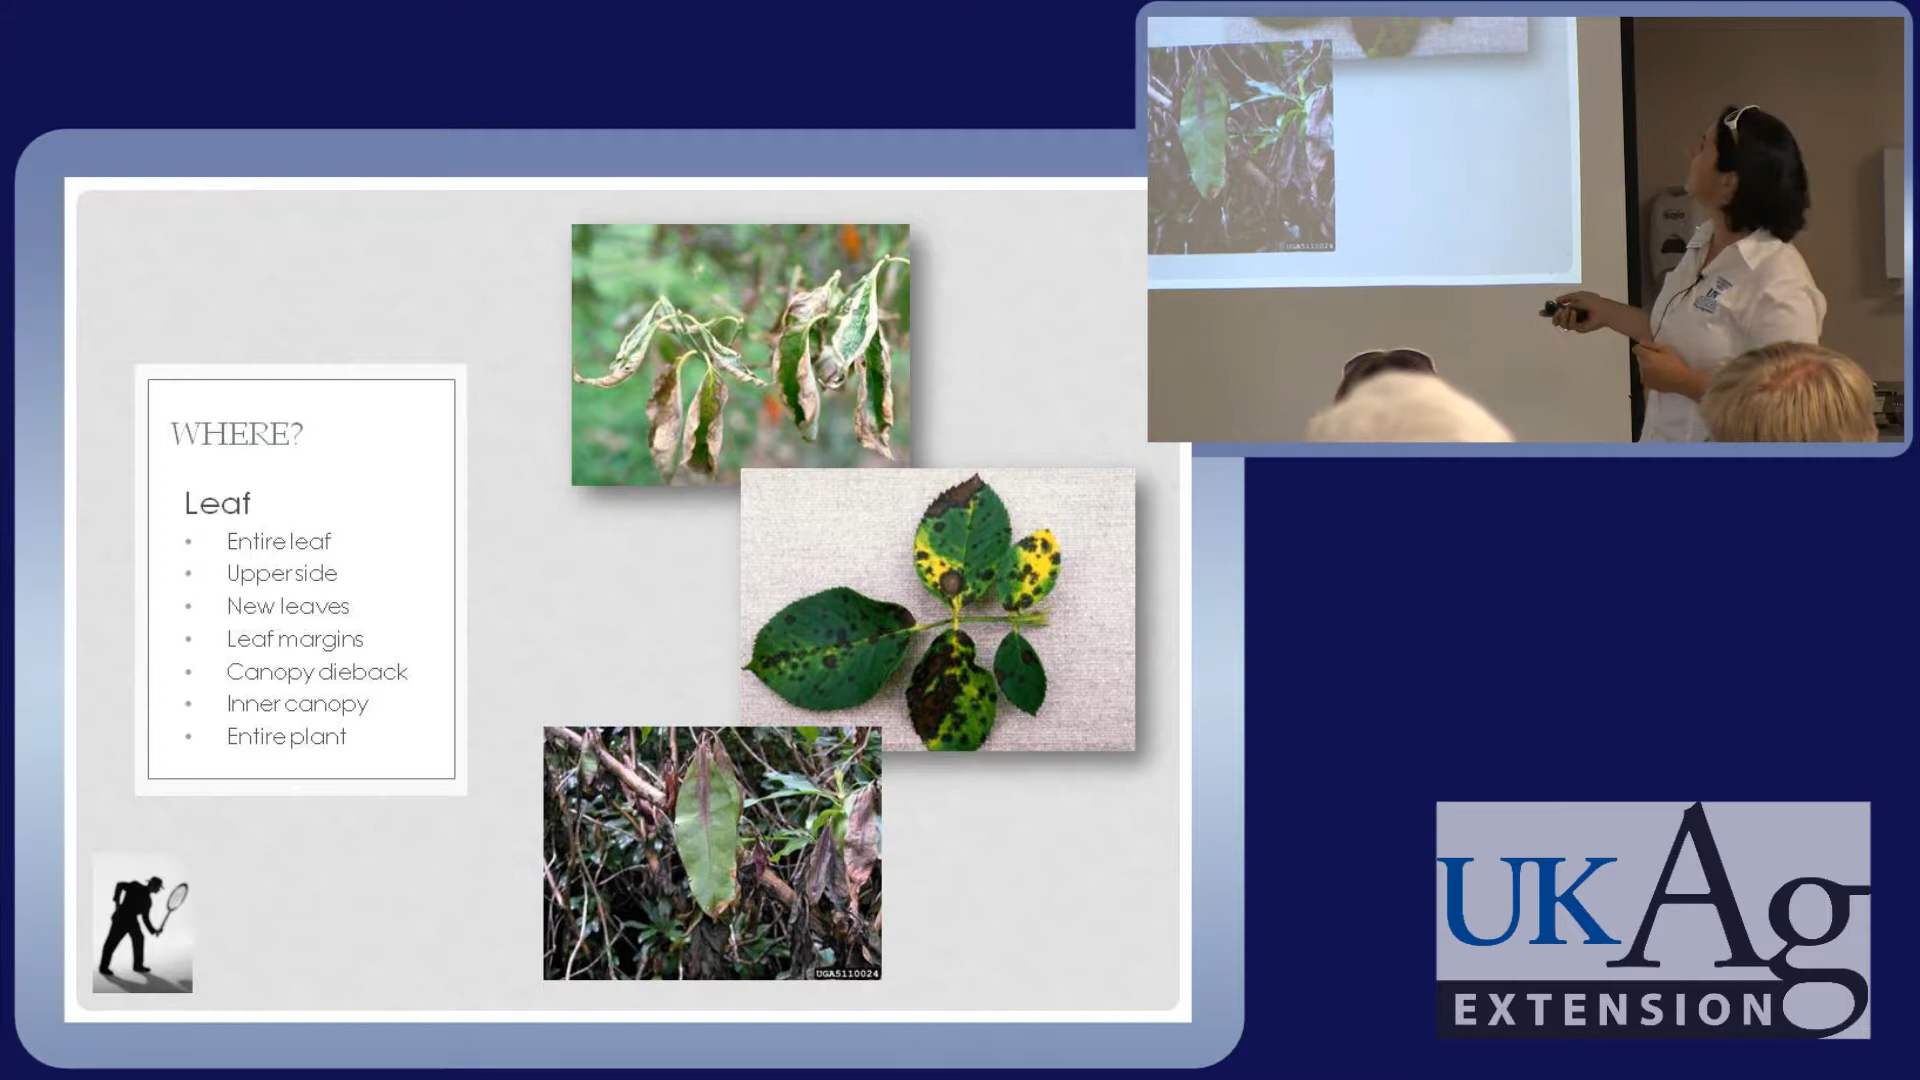 WHERE?
Leaf
• Entire leaf
• Upper side
• New leaves
• Leaf margins
• Canopy dieback
• Inner canopy
• Entire plant
UGA5110024
UGA5110024
UK
UKAg
EXTENSION